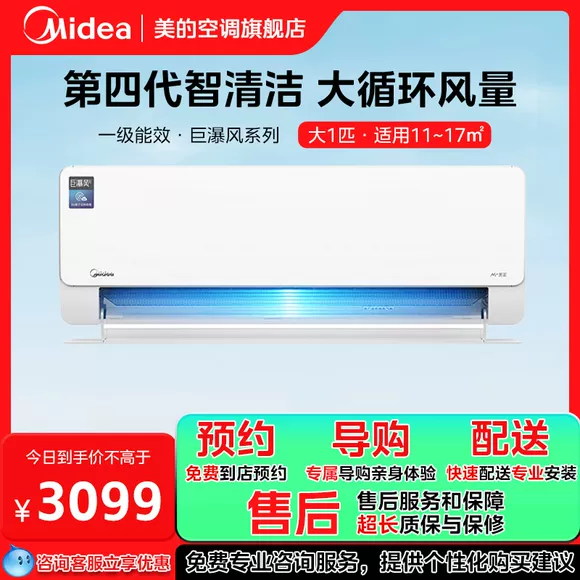 Midea 美的空调旗舰店
第四代智清洁 大循环风量
一级能效·巨瀑风系列 大1匹·适用11~17㎡
巨瀑风
Midea
预约 导购 配送
免费到店预约 专属导购亲身体验 快速配送专业安装
今日到手价不高于
¥3099
售后 售后服务和保障
超长质保与保修
咨询客服立享优惠
免费专业咨询服务，提供个性化购买建议